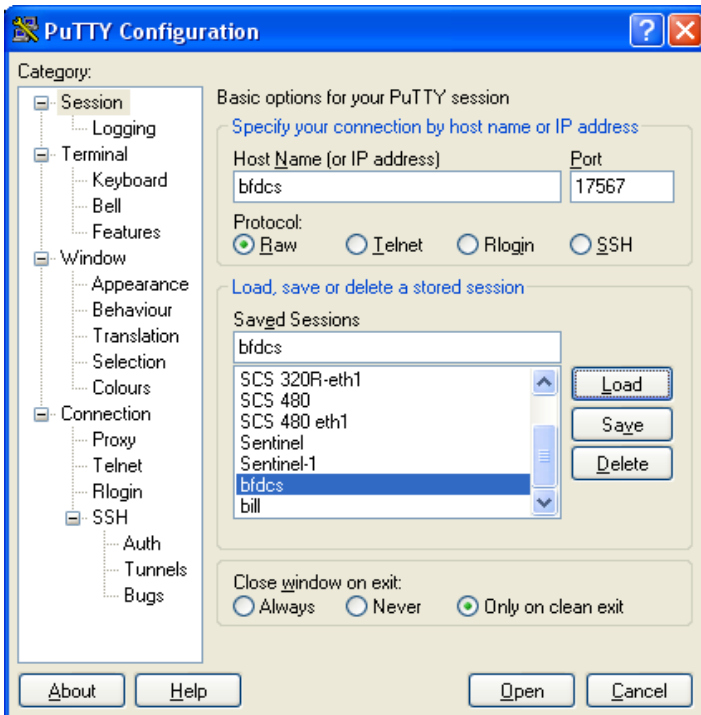 PuTTY Configuration
Category:
Session
Logging
Terminal
Keyboard
Bell
Features
Window
Appearance
Behaviour
Translation
Selection
Colours
Connection
Proxy
Telnet
Rlogin
SSH
Auth
Tunnels
Bugs
Basic options for your PuTTY session
Specify your connection by host name or IP address
Host Name (or IP address) Port
bfdcs 17567
Protocol:
Raw Telnet Rlogin SSH
Load, save or delete a stored session
Saved Sessions
bfdcs
SCS 320R-eth1
SCS 480
SCS 480 eth1
Sentinel
Sentinel-1
bfdcs
bill
Load
Save
Delete
Close window on exit:
Always Never Only on clean exit
About Help Open Cancel